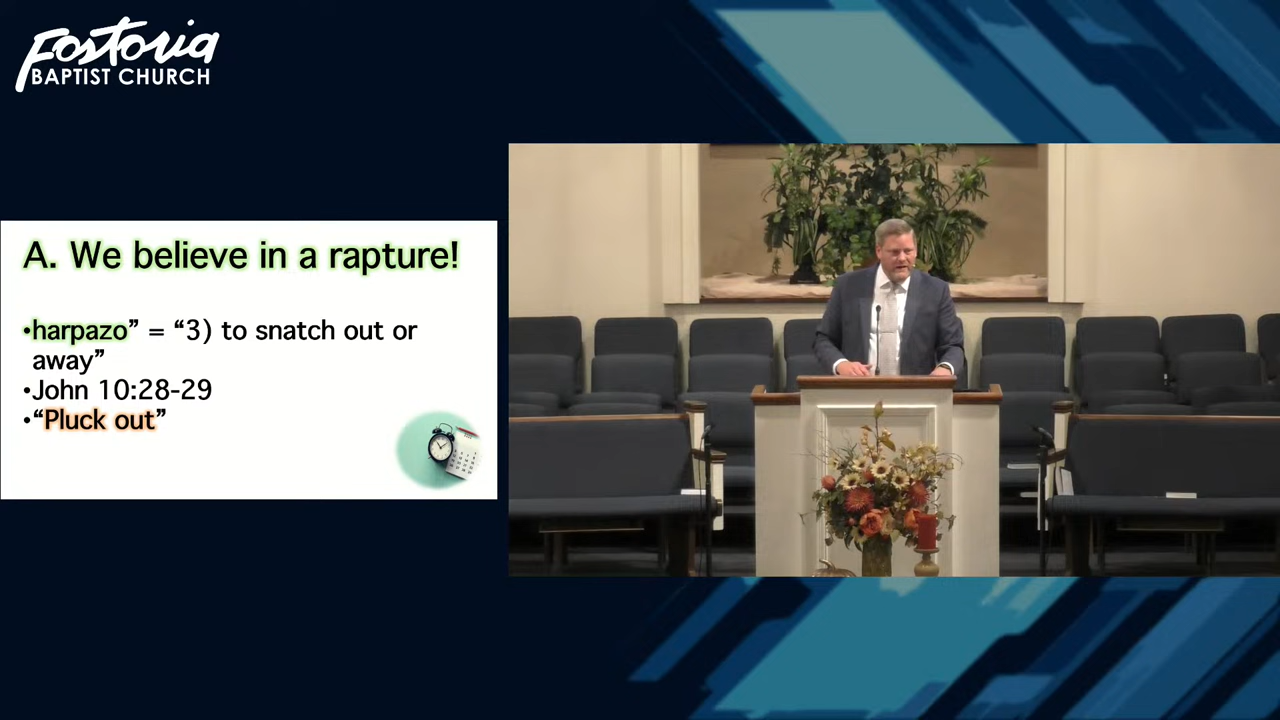 Fostoria
BAPTIST CHURCH
A. We believe in a rapture!
•harpazo” = “3) to snatch out or
away”
•John 10:28-29
•“Pluck out”